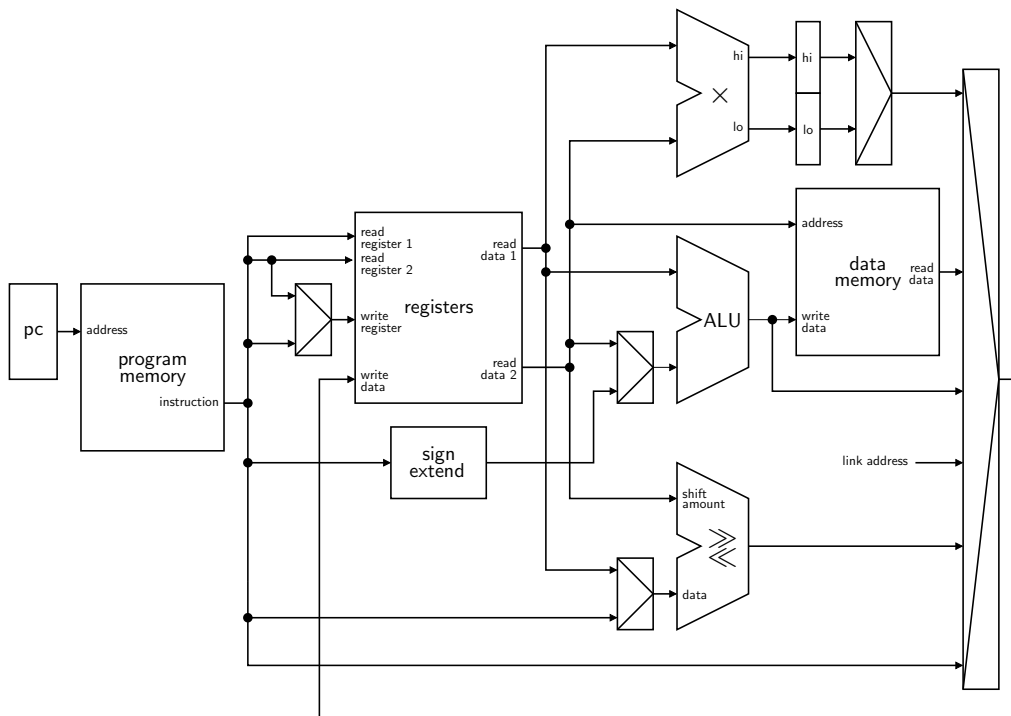 hi
×
lo
hi
lo
address
data
memory
read
data
write
data
read
register 1
read
register 2
write
register
write
data
registers
read
data 1
read
data 2
pc
address
program
memory
instruction
ALU
sign
extend
link address
shift
amount
data